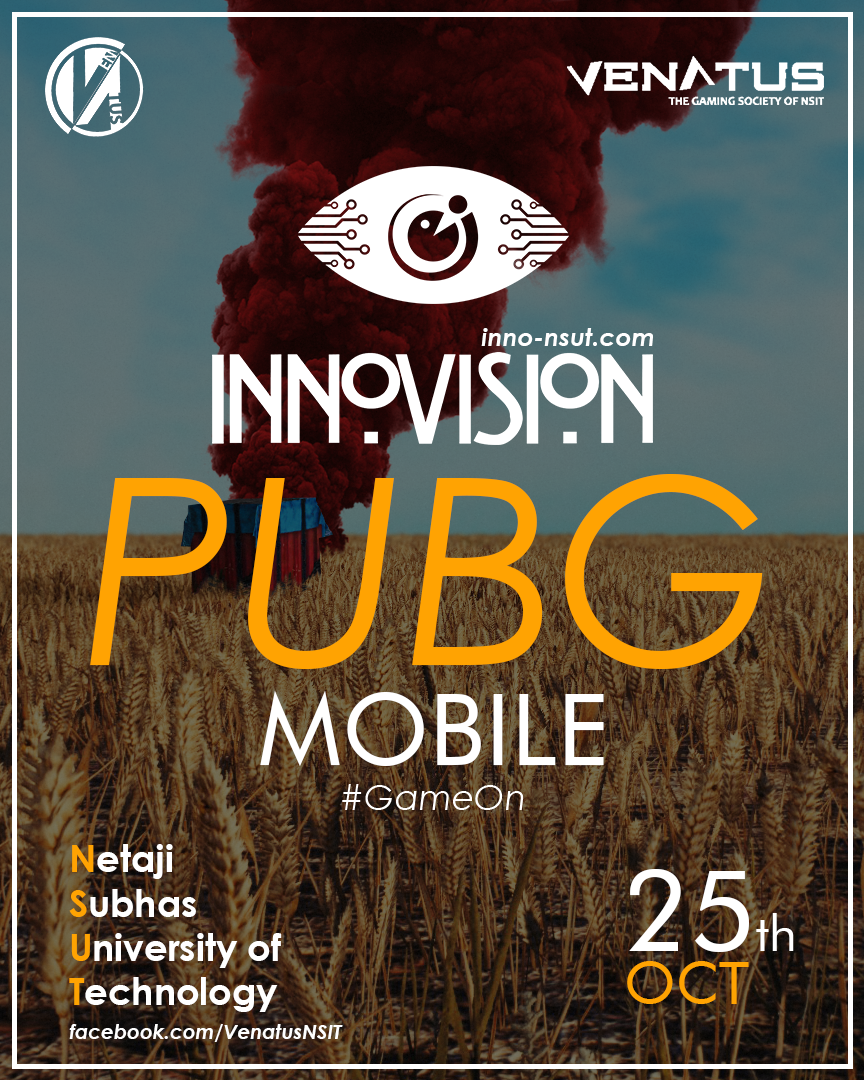 VENATUS
VENATUS
THE GAMING SOCIETY OF NSIT
inno-nsut.com
INNOVISION
PUBG
MOBILE
#GameOn
Netaji
Subhas
University of
Technology
facebook.com/VenatusNSIT
25th
OCT